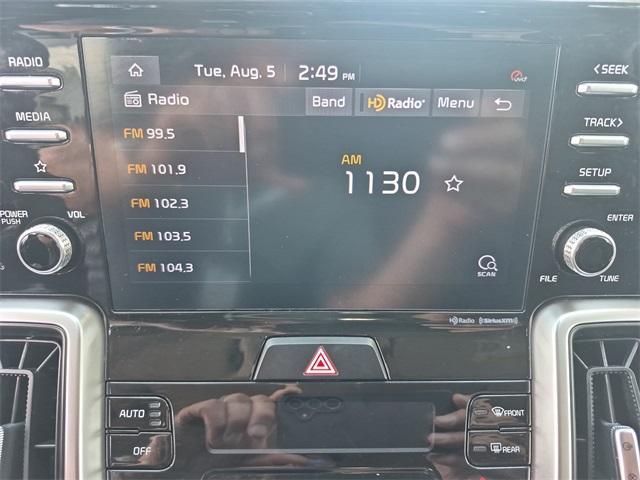 RADIO
MEDIA
POWER
PUSH
VOL
Tue, Aug. 5 2:49 PM
Radio
Band
HD Radio
Menu
FM 99.5
FM 101.9
FM 102.3
FM 103.5
FM 104.3
AM
1130
SCAN
HD Radio
SiriusXM
<SEEK
TRACK>
SETUP
ENTER
FILE
TUNE
AUTO
OFF
FRONT
REAR